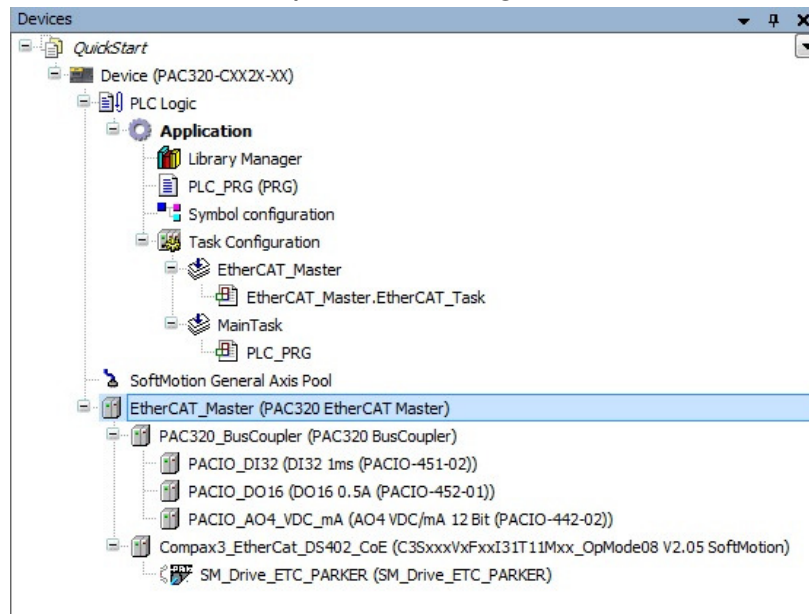 Devices
QuickStart
Device (PAC320-CXX2X-XX)
PLC Logic
Application
Library Manager
PLC_PRG (PRG)
Symbol configuration
Task Configuration
EtherCAT_Master
EtherCAT_Master.EtherCAT_Task
MainTask
PLC_PRG
SoftMotion General Axis Pool
EtherCAT_Master (PAC320 EtherCAT Master)
PAC320_BusCoupler (PAC320 BusCoupler)
PACIO_DI32 (DI32 1ms (PACIO-451-02))
PACIO_DO16 (DO16 0.5A (PACIO-452-01))
PACIO_AO4_VDC_mA (AO4 VDC/mA 12 Bit (PACIO-442-02))
Compax3_EtherCat_DS402_CoE (C3SxxxVxFxxI31T11Mxx_OpMode08 V2.05 SoftMotion)
SM_Drive_ETC_PARKER (SM_Drive_ETC_PARKER)